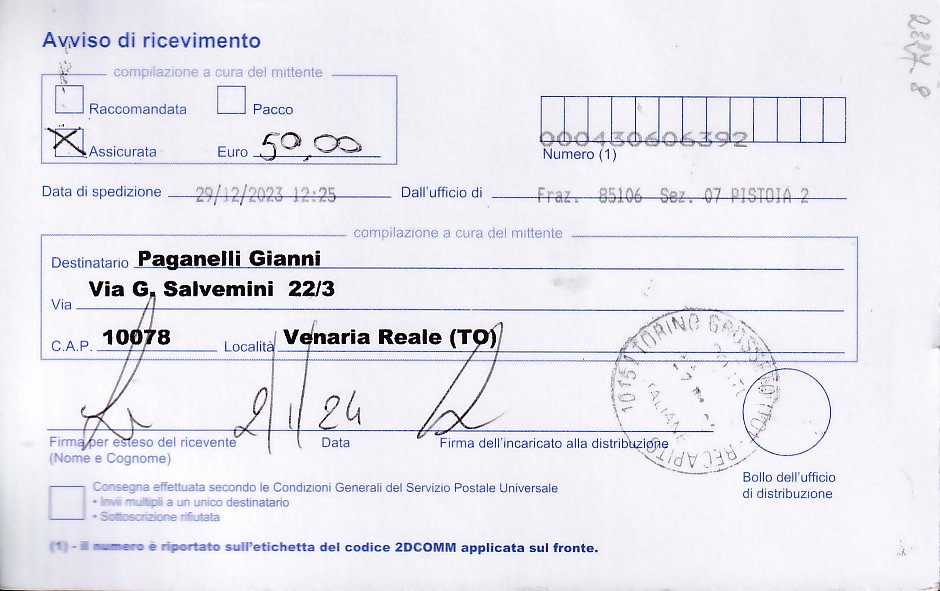 Avviso di ricevimento
compilazione a cura del mittente
Raccomandata Pacco
Assicurata Euro 50,00
000430606392
Numero (1)
Data di spedizione 29/12/2023 12:25 Dall'ufficio di Fraz. 85106 Sez. 07 PISTOIA 2
compilazione a cura del mittente
Destinatario Paganelli Gianni
Via G. Salvemini 22/3
Via
C.A.P. 10078 Località Venaria Reale (TO)
10151 TORINO
RECAPITO
2/1/24
Firma per esteso del ricevente Data Firma dell'incaricato alla distribuzione
(Nome e Cognome)
Bollo dell'ufficio
di distribuzione
Consegna effettuata secondo le Condizioni Generali del Servizio Postale Universale
• Invii multipli a un unico destinatario
• Sottoscrizione rifiutata
(1) - il numero è riportato sull'etichetta del codice 2DCOMM applicata sul fronte.